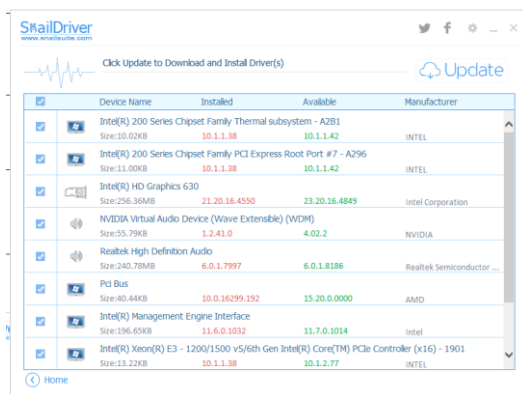 SnailDriver
www.snailsuite.com
Click Update to Download and Install Driver(s)
Update
Device Name Installed Available Manufacturer
Intel(R) 200 Series Chipset Family Thermal subsystem - A2B1
Size:10.02KB 10.1.1.38 10.1.1.42 INTEL
Intel(R) 200 Series Chipset Family PCI Express Root Port #7 - A296
Size:11.00KB 10.1.1.38 10.1.1.42 INTEL
Intel(R) HD Graphics 630
Size:256.36MB 21.20.16.4550 23.20.16.4849 Intel Corporation
NVIDIA Virtual Audio Device (Wave Extensible) (WDM)
Size:55.79KB 1.2.41.0 4.02.2 NVIDIA
Realtek High Definition Audio
Size:240.78MB 6.0.1.7997 6.0.1.8186 Realtek Semiconductor ...
Pci Bus
Size:40.44KB 10.0.16299.192 15.20.0.0000 AMD
Intel(R) Management Engine Interface
Size:196.65KB 11.6.0.1032 11.7.0.1014 Intel
Intel(R) Xeon(R) E3 - 1200/1500 v5/6th Gen Intel(R) Core(TM) PCIe Controller (x16) - 1901
Size:13.22KB 10.1.1.38 10.1.2.77 INTEL
Home